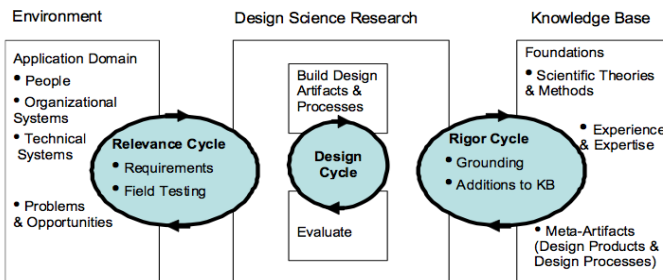 Environment
Design Science Research
Knowledge Base
Application Domain
• People
• Organizational
Systems
• Technical
Systems
• Problems
& Opportunities
Relevance Cycle
• Requirements
• Field Testing
Build Design
Artifacts &
Processes
Design
Cycle
Evaluate
Rigor Cycle
• Grounding
• Additions to KB
Foundations
• Scientific Theories
& Methods
• Experience
& Expertise
• Meta-Artifacts
(Design Products &
Design Processes)